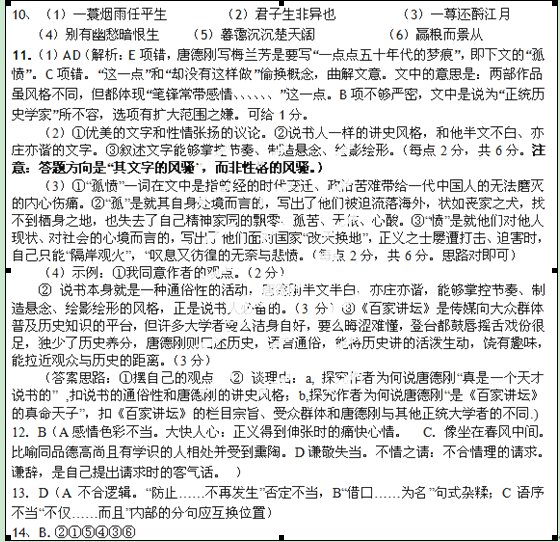 10、（1）一蓑烟雨任平生 （2）君子生非异也 （3）一尊还酹江月
（4）别有幽愁暗恨生 （5）暮霭沉沉楚天阔 （6）赢粮而景从
11.（1）AD（解析：E项错，唐德刚写梅兰芳是要写“一点点五十年代的梦痕”，即下文的“孤
愤”。C项错。“这一点”和“却没有这样做”偷换概念，曲解文意。文中的意思是：两部作品
虽风格不同，但都体现“笔锋常带感情、、、、、、”这一点。B项不够严密，文中是说为“正统历
史学家”所不容，选项有扩大范围之嫌。可给1分。
（2）①优美的文字和性情张扬的议论。②说书人一样的讲史风格，和他半文不白、亦
庄亦谐的文字。③叙述文字能够掌控节奏、制造悬念、绘影绘形。（每点2分，共6分。注
意：答题方向是“其文字的风骚”，而非性格的风骚。）
（3）①“孤愤”一词在文中是指曾经的时代变迁、政治苦难带给一代中国人的无法磨灭
的内心伤痛。②“孤”是就其自身处境而言的，写出了他们被迫流落海外，状如丧家之犬，找
不到栖身之地，也失去了自己精神家园的飘零、孤苦、无依、心酸。③“愤”是就他们对他人
现状、对社会的心境而言的，写出了他们面对国家“改天换地”，正义之士屡遭打击、迫害时，
自己只能“隔岸观火”，“叹息又彷徨的无奈与悲愤。（每点2分，共6分。思路对即可）
（4）示例：①我同意作者的观点。（2分）
② 说书本身就是一种通俗性的活动，唐德刚半文半白、亦庄亦谐，能够掌控节奏、制
造悬念、绘影绘形的风格，正是说书人必备的。（3分）③《百家讲坛》是传媒向大众群体
普及历史知识的平台，但许多大学者要么洁身自好，要么晦涩难懂，登台都鼓唇摇舌戏份很
足，独少了历史养分，唐德刚则口述历史，语言通俗，能将历史讲的活泼生动，饶有趣味，
能拉近观众与历史的距离。（3分）
（答案思路：①摆自己的观点 ② 谈理由：a，探究作者为何说唐德刚“真是一个天才
说书的”，扣说书的通俗性和唐德刚的讲史风格；b,探究作者为何说唐德刚“是《百家讲坛》
的真命天子”，扣《百家讲坛》的栏目宗旨、受众群体和唐德刚与其他正统大学者的不同.）
12．B（A感情色彩不当。大快人心：正义得到伸张时的痛快心情。 C．像坐在春风中间。
比喻同品德高尚且有学识的人相处并受到熏陶。D谦敬失当。不情之请：不合情理的请求。
谦辞，是自己提出请求时的客气话。 ）
13．D（A 不合逻辑。“防止……不再发生”否定不当，B“借口……为名”句式杂糅；C 语序
不当“不仅……而且”内部的分句应互换位置）
14、B. ②①⑤④③⑥